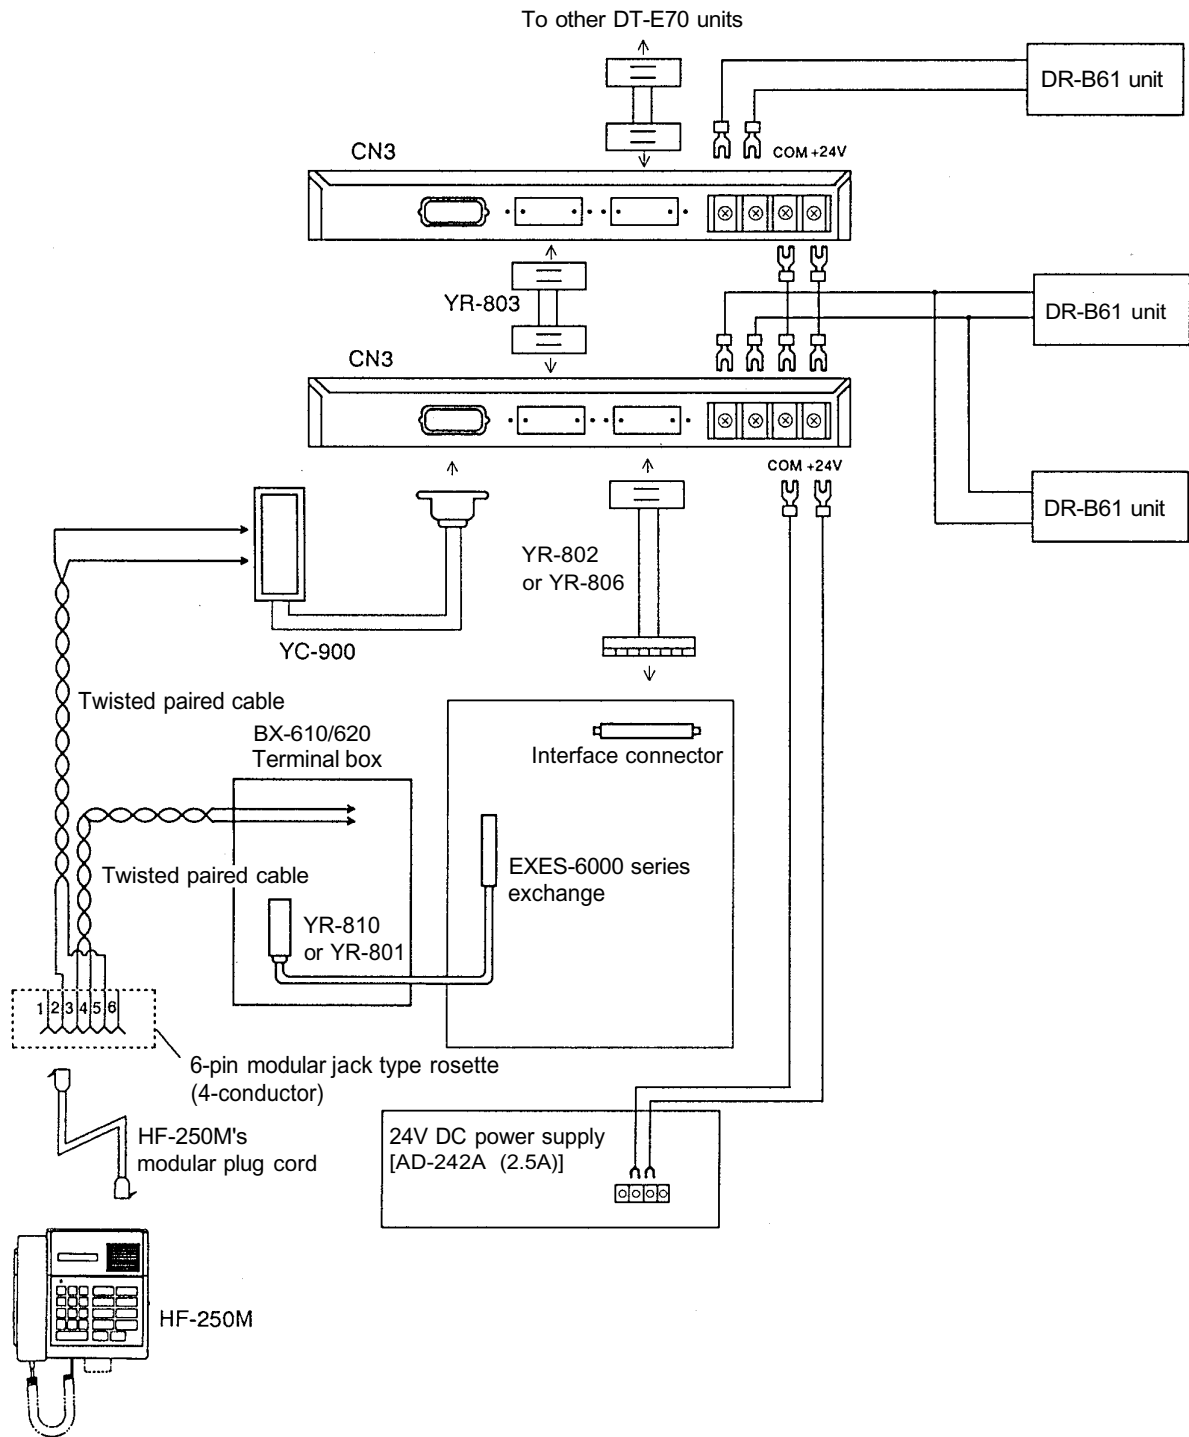 To other DT-E70 units
DR-B61 unit
CN3
COM +24V
YR-803
DR-B61 unit
CN3
COM +24V
DR-B61 unit
YR-802
or YR-806
YC-900
Twisted paired cable
BX-610/620
Terminal box
Interface connector
Twisted paired cable
EXES-6000 series
exchange
YR-810
or YR-801
1 2 3 4 5 6
6-pin modular jack type rosette
(4-conductor)
HF-250M's
modular plug cord
24V DC power supply
[AD-242A (2.5A)]
HF-250M